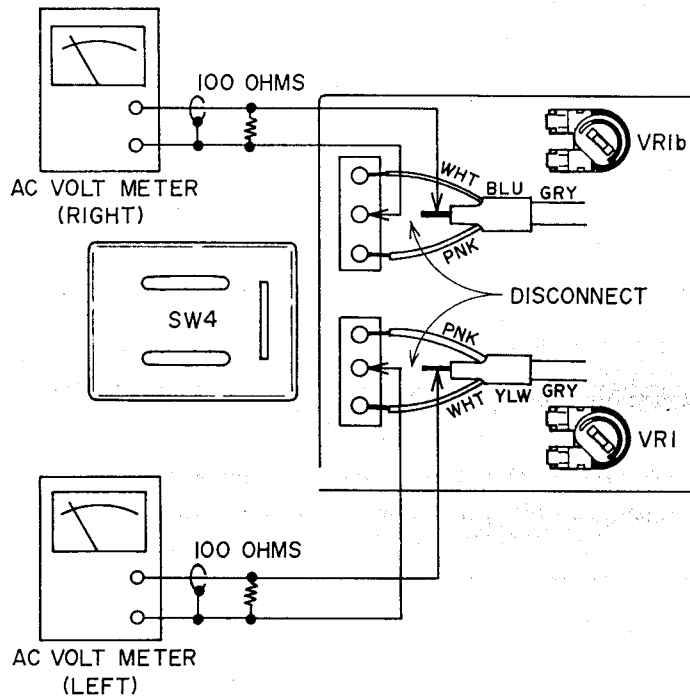 100 OHMS
VR1b
AC VOLT METER
(RIGHT)
WHT
BLU
GRY
PNK
SW4
DISCONNECT
PNK
WHT
YLW
GRY
VR1
100 OHMS
AC VOLT METER
(LEFT)